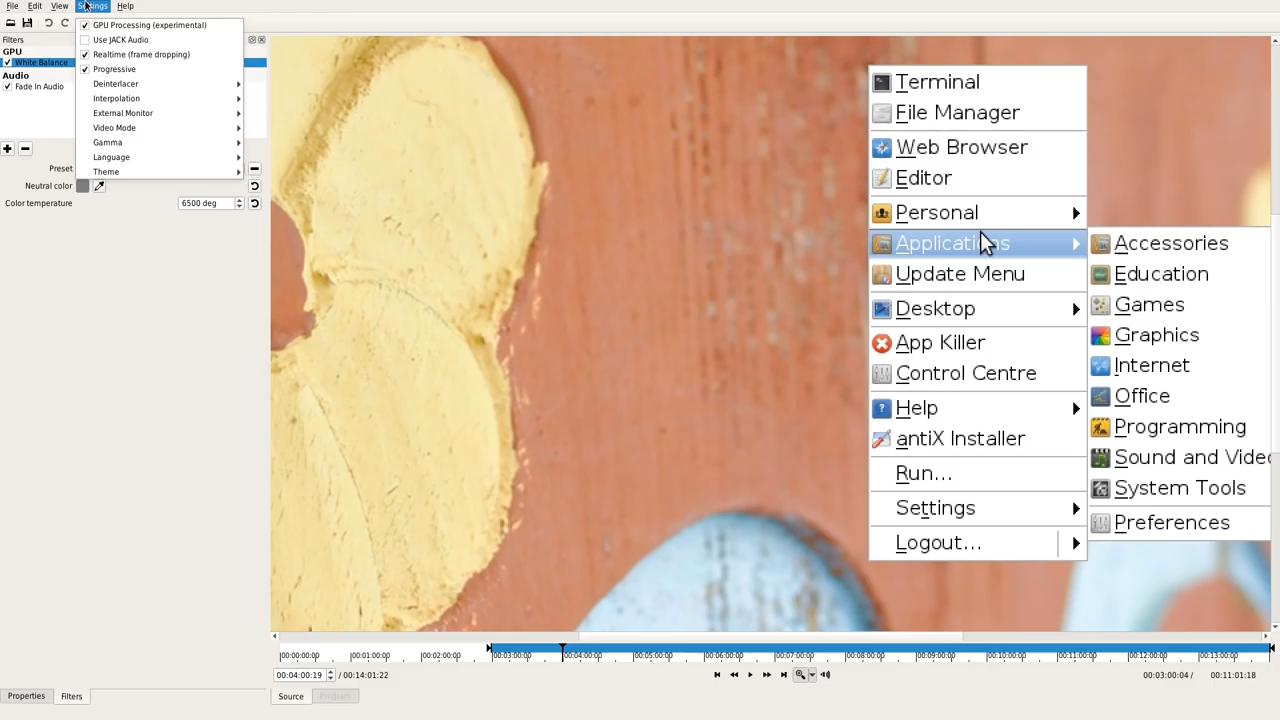 File Edit View Settings Help
Filters
GPU
White Balance
Audio
Fade In Audio
GPU Processing (experimental)
Use JACK Audio
Realtime (frame dropping)
Progressive
Deinterlacer
Interpolation
External Monitor
Video Mode
Gamma
Language
Theme
Preset
Neutral color
Color temperature 6500 deg
Terminal
File Manager
Web Browser
Editor
Personal
Applications
Update Menu
Desktop
App Killer
Control Centre
Help
antiX Installer
Run...
Settings
Logout...
Accessories
Education
Games
Graphics
Internet
Office
Programming
Sound and Video
System Tools
Preferences
00:00:00:00 00:01:00:00 00:02:00:00 00:03:00:00 00:04:00:00 00:05:00:00 00:06:00:00 00:07:00:00 00:08:00:00 00:09:00:00 00:10:00:00 00:11:00:00 00:12:00:00 00:13:00:00
00:04:00:19 / 00:14:01:22 00:03:00:04 / 00:11:01:18
Properties Filters Source Program